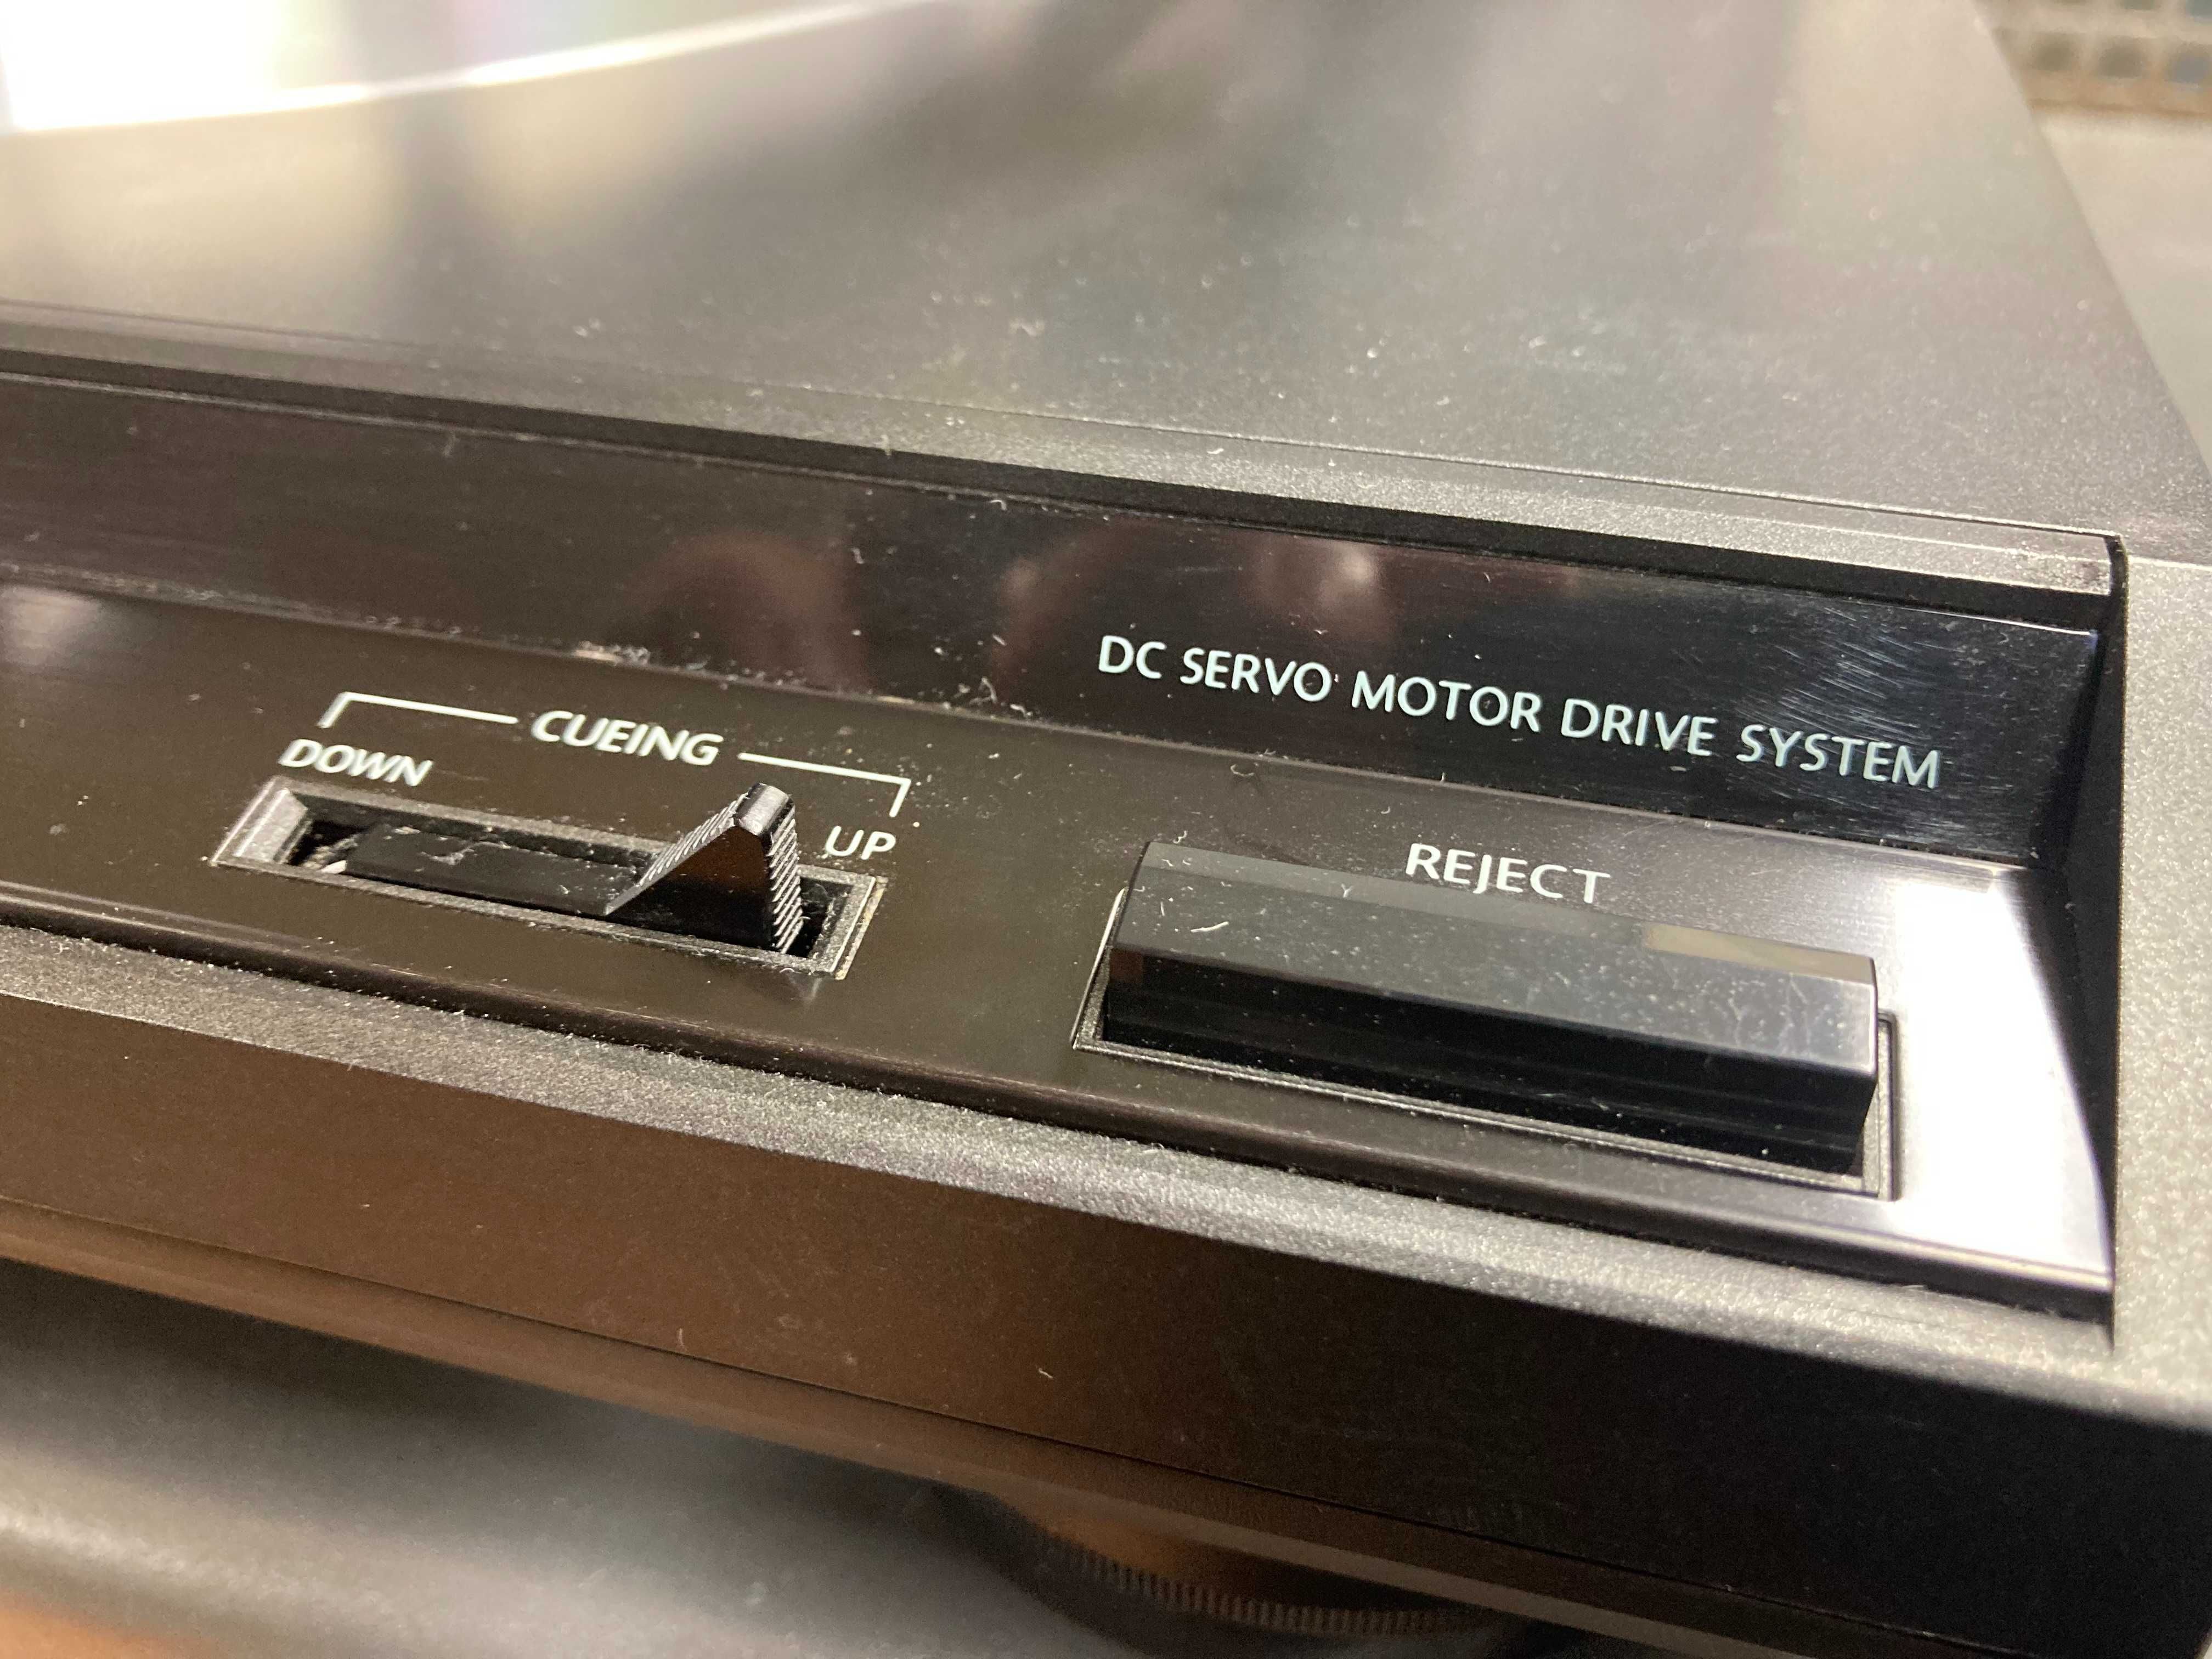 DC SERVO MOTOR DRIVE SYSTEM
CUEING
DOWN
UP
REJECT